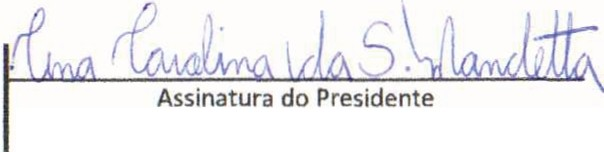 Ana Carolina da S. Mandetta
Assinatura do Presidente